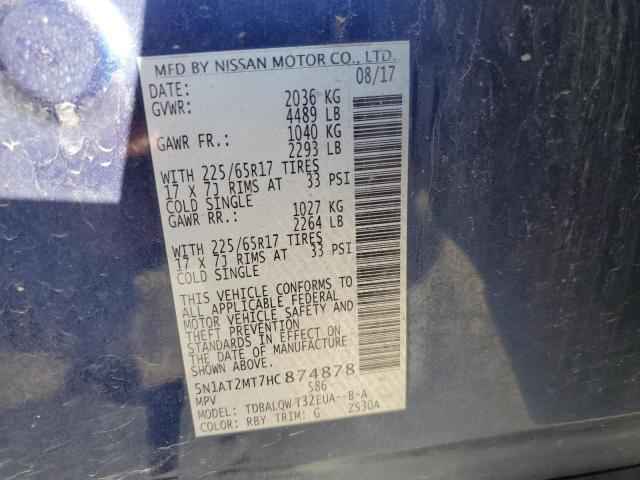 MFD BY NISSAN MOTOR CO., LTD.
DATE: 08/17
GVWR: 2036 KG
4489 LB
GAWR FR.: 1040 KG
2293 LB
WITH 225/65R17 TIRES
17 X 7J RIMS AT 33 PSI
COLD SINGLE
GAWR RR.: 1027 KG
2264 LB
WITH 225/65R17 TIRES
17 X 7J RIMS AT 33 PSI
COLD SINGLE
THIS VEHICLE CONFORMS TO
ALL APPLICABLE FEDERAL
MOTOR VEHICLE SAFETY AND
THEFT PREVENTION
STANDARDS IN EFFECT ON
THE DATE OF MANUFACTURE
SHOWN ABOVE.
5N1AT2MT7HC874878
MPV 586
MODEL: TDBALQW T32EUA--B-A
COLOR: RBY TRIM: G ZS30A